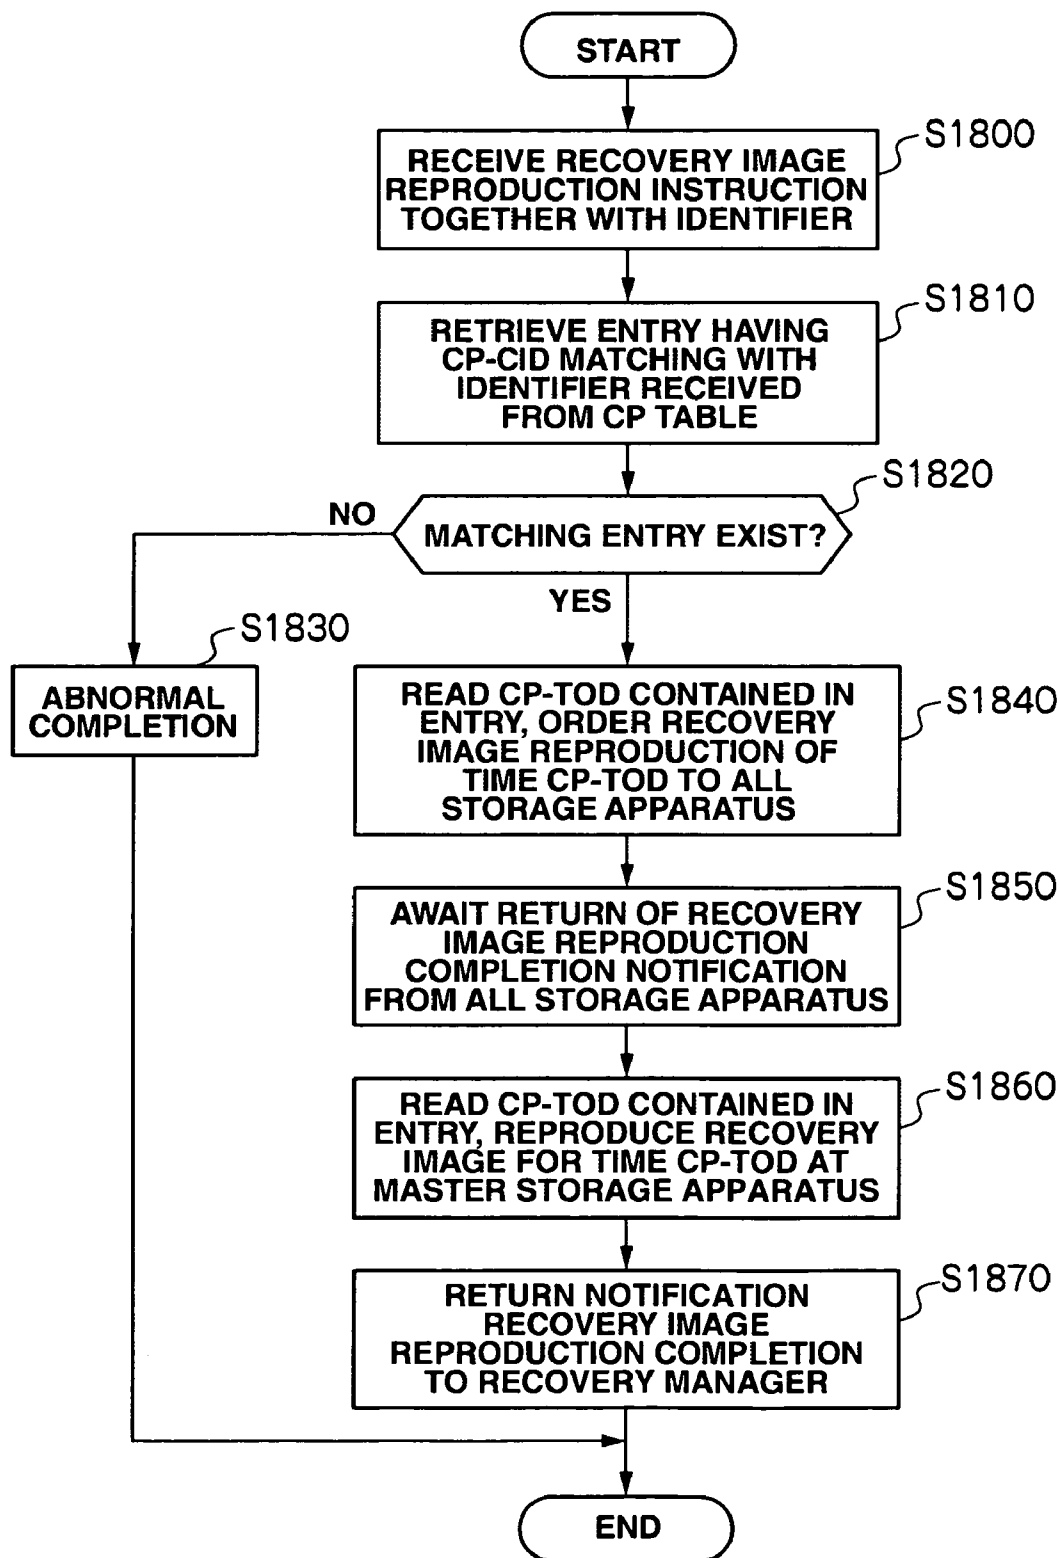 START
S1800
RECEIVE RECOVERY IMAGE
REPRODUCTION INSTRUCTION
TOGETHER WITH IDENTIFIER
S1810
RETRIEVE ENTRY HAVING
CP-CID MATCHING WITH
IDENTIFIER RECEIVED
FROM CP TABLE
S1820
NO
MATCHING ENTRY EXIST?
YES
S1830
ABNORMAL
COMPLETION
S1840
READ CP-TOD CONTAINED IN
ENTRY, ORDER RECOVERY
IMAGE REPRODUCTION OF
TIME CP-TOD TO ALL
STORAGE APPARATUS
S1850
AWAIT RETURN OF RECOVERY
IMAGE REPRODUCTION
COMPLETION NOTIFICATION
FROM ALL STORAGE APPARATUS
S1860
READ CP-TOD CONTAINED IN
ENTRY, REPRODUCE RECOVERY
IMAGE FOR TIME CP-TOD AT
MASTER STORAGE APPARATUS
S1870
RETURN NOTIFICATION
RECOVERY IMAGE
REPRODUCTION COMPLETION
TO RECOVERY MANAGER
END